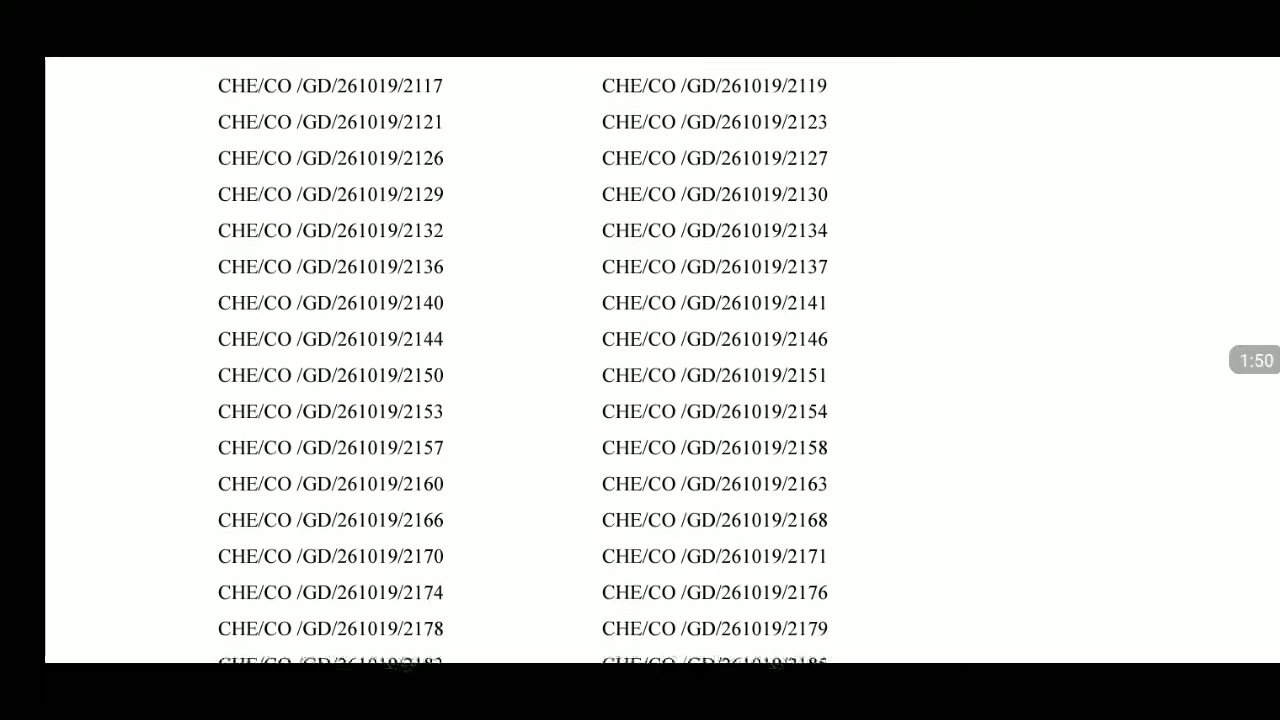 CHE/CO /GD/261019/2117 CHE/CO /GD/261019/2119
CHE/CO /GD/261019/2121 CHE/CO /GD/261019/2123
CHE/CO /GD/261019/2126 CHE/CO /GD/261019/2127
CHE/CO /GD/261019/2129 CHE/CO /GD/261019/2130
CHE/CO /GD/261019/2132 CHE/CO /GD/261019/2134
CHE/CO /GD/261019/2136 CHE/CO /GD/261019/2137
CHE/CO /GD/261019/2140 CHE/CO /GD/261019/2141
CHE/CO /GD/261019/2144 CHE/CO /GD/261019/2146
1:50
CHE/CO /GD/261019/2150 CHE/CO /GD/261019/2151
CHE/CO /GD/261019/2153 CHE/CO /GD/261019/2154
CHE/CO /GD/261019/2157 CHE/CO /GD/261019/2158
CHE/CO /GD/261019/2160 CHE/CO /GD/261019/2163
CHE/CO /GD/261019/2166 CHE/CO /GD/261019/2168
CHE/CO /GD/261019/2170 CHE/CO /GD/261019/2171
CHE/CO /GD/261019/2174 CHE/CO /GD/261019/2176
CHE/CO /GD/261019/2178 CHE/CO /GD/261019/2179